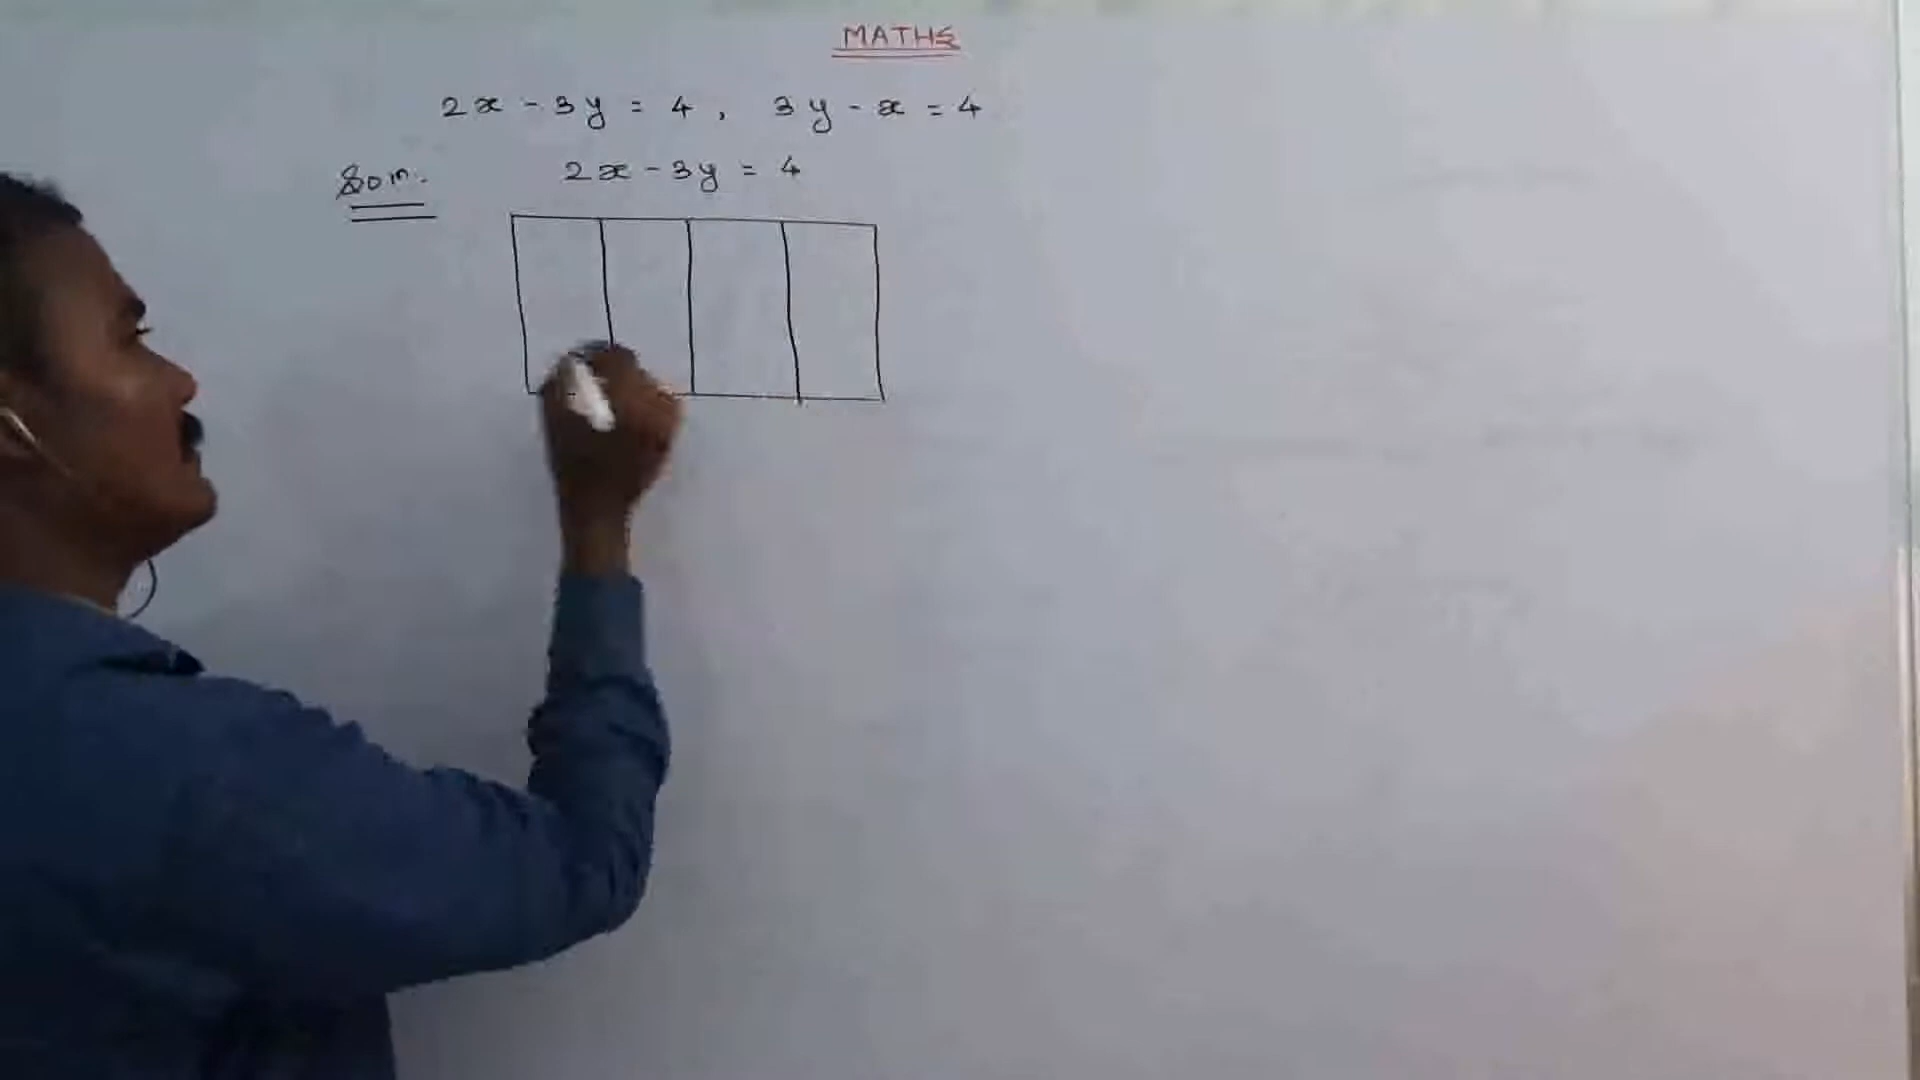 MATHS
2x - 3y = 4, 3y - x = 4
Soln. 2x - 3y = 4